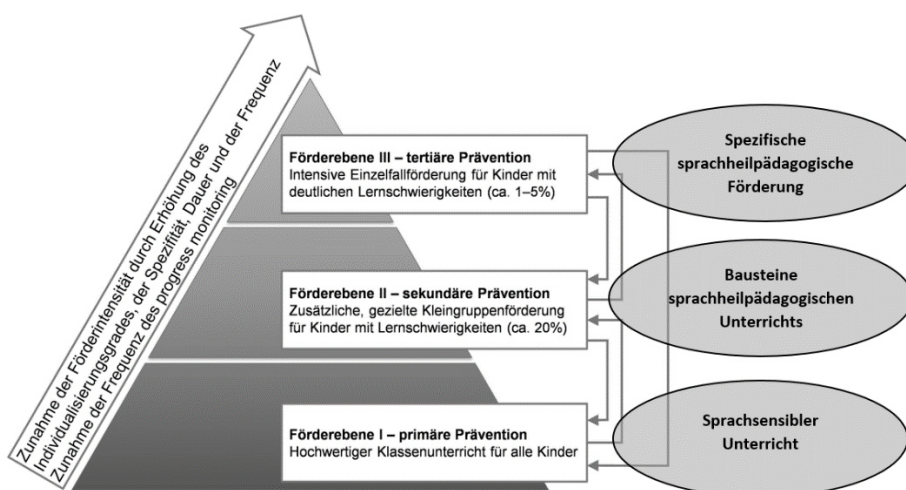 Zunahme der Förderintensität durch Erhöhung des
Individualisierungsgrades, der Spezifität, Dauer und der Frequenz
Zunahme der Frequenz des progress monitoring
Förderebene III – tertiäre Prävention
Intensive Einzelfallförderung für Kinder mit
deutlichen Lernschwierigkeiten (ca. 1–5%)
Spezifische
sprachheilpädagogische
Förderung
Förderebene II – sekundäre Prävention
Zusätzliche, gezielte Kleingruppenförderung
für Kinder mit Lernschwierigkeiten (ca. 20%)
Bausteine
sprachheilpädagogischen
Unterrichts
Förderebene I – primäre Prävention
Hochwertiger Klassenunterricht für alle Kinder
Sprachsensibler
Unterricht